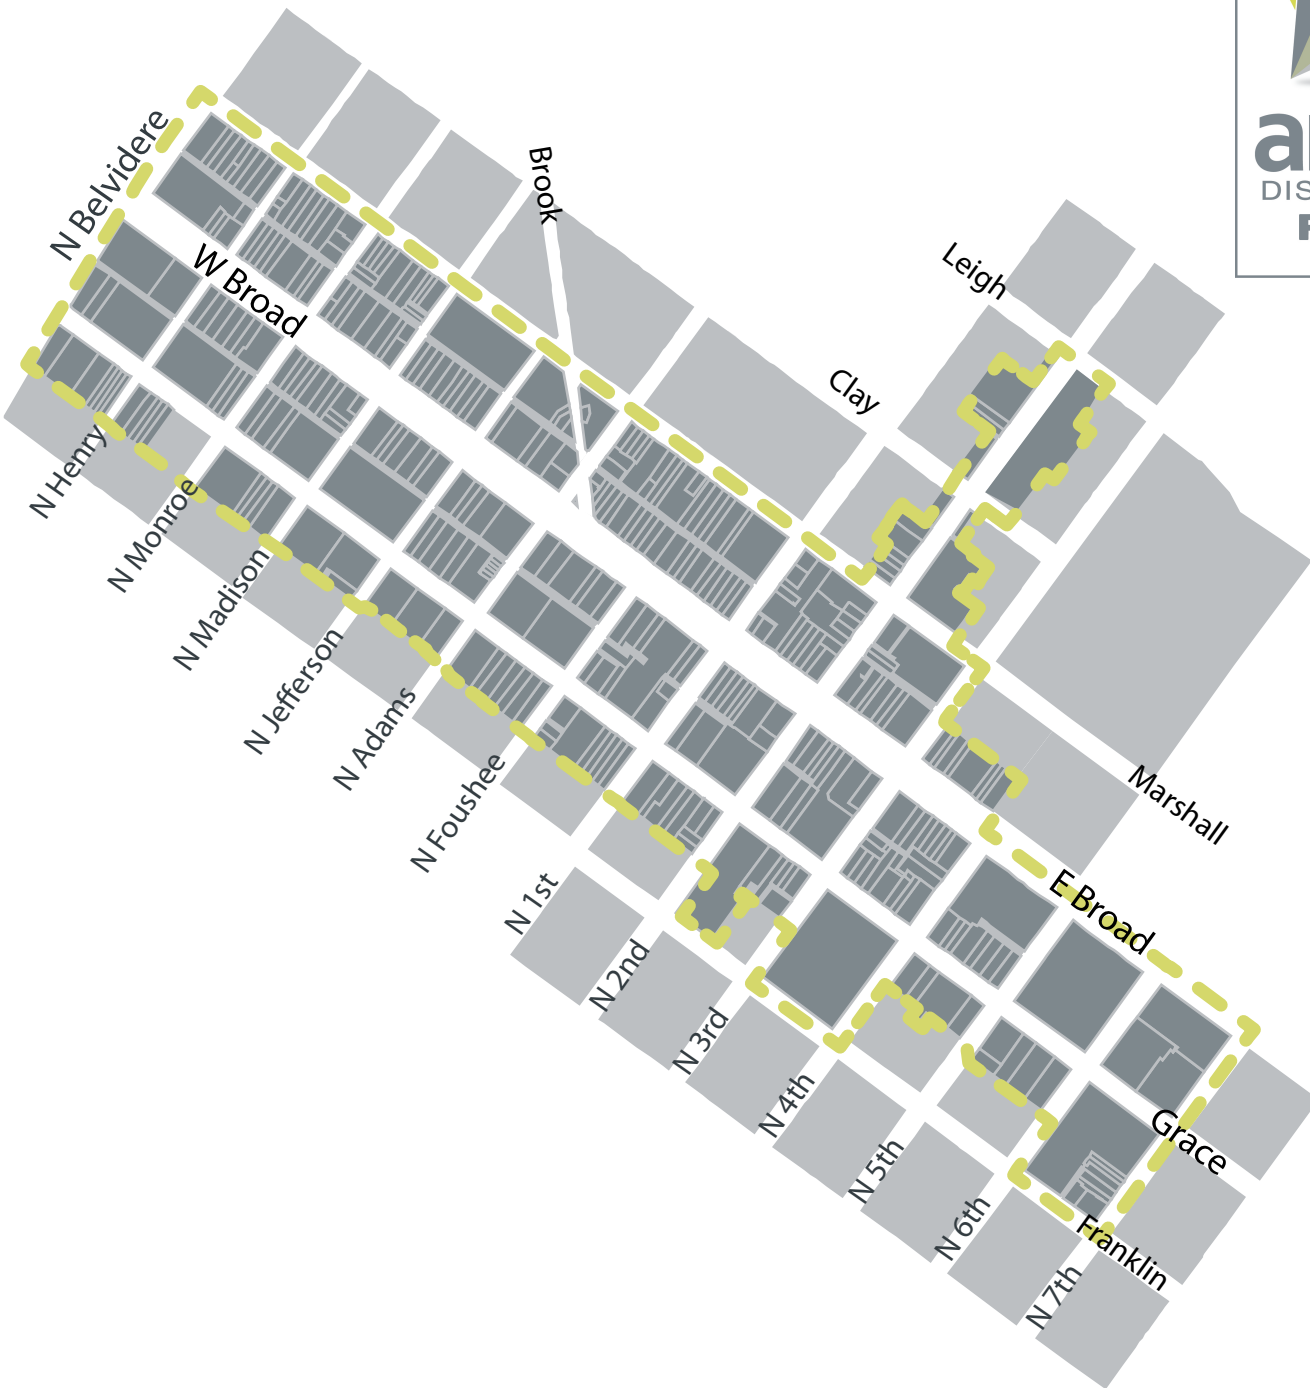 N Belvidere
W Broad
Brook
Leigh
Clay
N Henry
N Monroe
N Madison
N Jefferson
N Adams
N Foushee
N 1st
N 2nd
N 3rd
N 4th
N 5th
N 6th
N 7th
Marshall
E Broad
Grace
Franklin
DIS